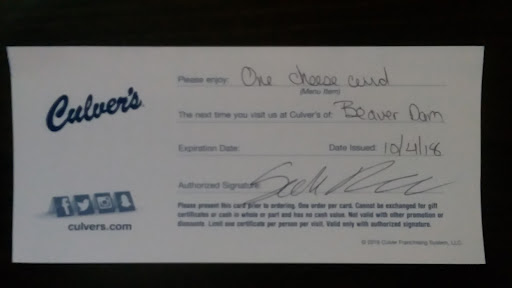 Culver's
Please enjoy: One cheese curd
(Menu Item)
The next time you visit us at Culver's of: Beaver Dam
Expiration Date: Date Issued: 10/4/18
Authorized Signature:
culvers.com
Please present this card prior to ordering. One order per card. Cannot be exchanged for gift
certificates or cash in whole or part and has no cash value. Not valid with other promotion or
discounts. Limit one certificate per person per visit. Valid only with authorized signature.
© 2016 Culver Franchising System, LLC.